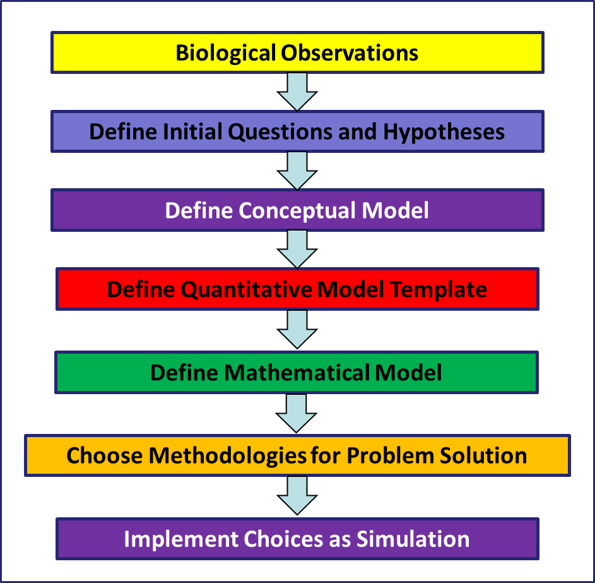 Biological Observations
Define Initial Questions and Hypotheses
Define Conceptual Model
Define Quantitative Model Template
Define Mathematical Model
Choose Methodologies for Problem Solution
Implement Choices as Simulation